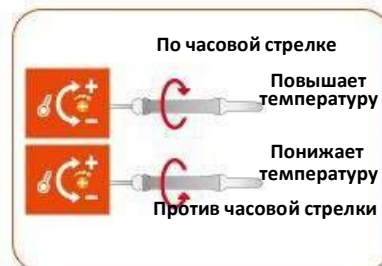 По часовой стрелке
Повышает
температуру
Понижает
температуру
Против часовой стрелки